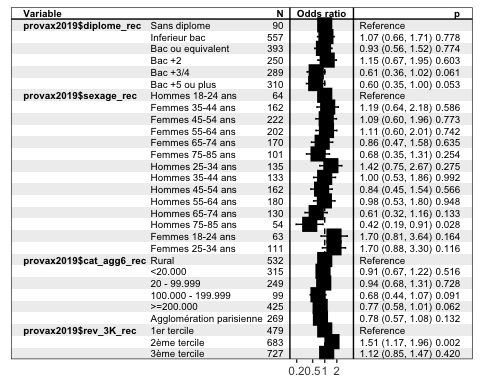 Variable N Odds ratio p
provax2019$diplome_rec Sans diplome 90 Reference
Inferieur bac 557 1.07 (0.66, 1.71) 0.778
Bac ou equivalent 393 0.93 (0.56, 1.52) 0.774
Bac +2 250 1.15 (0.67, 1.95) 0.603
Bac +3/4 289 0.61 (0.36, 1.02) 0.061
Bac +5 ou plus 310 0.60 (0.35, 1.00) 0.053
provax2019$sexage_rec Hommes 18-24 ans 64 Reference
Femmes 35-44 ans 162 1.19 (0.64, 2.18) 0.586
Femmes 45-54 ans 222 1.09 (0.60, 1.96) 0.773
Femmes 55-64 ans 202 1.11 (0.60, 2.01) 0.742
Femmes 65-74 ans 170 0.86 (0.47, 1.58) 0.635
Femmes 75-85 ans 101 0.68 (0.35, 1.31) 0.254
Hommes 25-34 ans 135 1.42 (0.75, 2.67) 0.275
Hommes 35-44 ans 133 1.00 (0.53, 1.86) 0.992
Hommes 45-54 ans 162 0.84 (0.45, 1.54) 0.566
Hommes 55-64 ans 180 0.98 (0.53, 1.80) 0.948
Hommes 65-74 ans 130 0.61 (0.32, 1.16) 0.133
Hommes 75-85 ans 54 0.42 (0.19, 0.91) 0.028
Femmes 18-24 ans 63 1.70 (0.81, 3.64) 0.164
Femmes 25-34 ans 111 1.70 (0.88, 3.30) 0.116
provax2019$cat_agg6_rec Rural 532 Reference
<20.000 315 0.91 (0.67, 1.22) 0.516
20 - 99.999 249 0.94 (0.68, 1.31) 0.728
100.000 - 199.999 99 0.68 (0.44, 1.07) 0.091
>=200.000 425 0.77 (0.58, 1.01) 0.062
Agglomération parisienne 269 0.78 (0.57, 1.08) 0.132
provax2019$rev_3K_rec 1er tercile 479 Reference
2ème tercile 683 1.51 (1.17, 1.96) 0.002
3ème tercile 727 1.12 (0.85, 1.47) 0.420
0.20.51 2